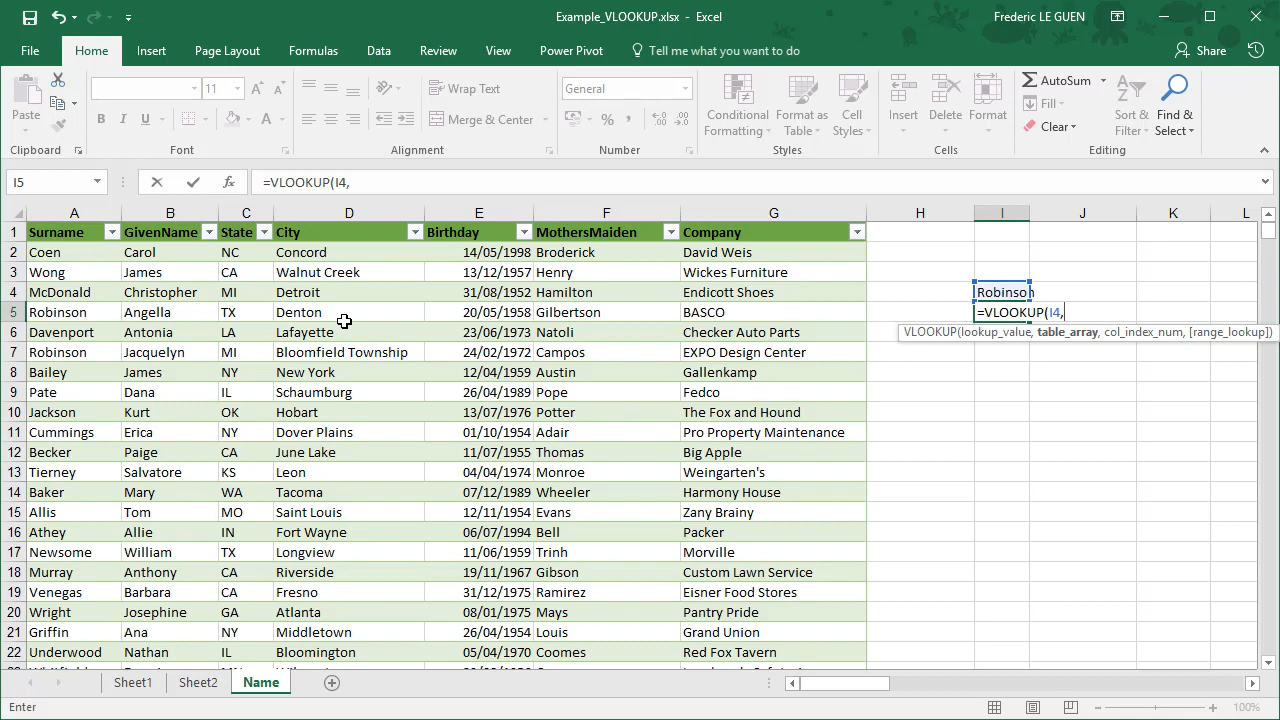 Example_VLOOKUP.xlsx - Excel
Frederic LE GUEN
File Home Insert Page Layout Formulas Data Review View Power Pivot Tell me what you want to do Share
Paste
Clipboard
11
B I U A
Font
Wrap Text
Merge & Center
Alignment
General
%
Number
Conditional Formatting
Format as Table
Cell Styles
Styles
Insert Delete Format
Cells
AutoSum
Fill
Clear
Sort & Filter
Find & Select
Editing
I5 fx =VLOOKUP(I4,
A B C D E F G H I J K L
1 Surname GivenName State City Birthday MothersMaiden Company
2 Coen Carol NC Concord 14/05/1998 Broderick David Weis
3 Wong James CA Walnut Creek 13/12/1957 Henry Wickes Furniture
4 McDonald Christopher MI Detroit 31/08/1952 Hamilton Endicott Shoes Robinson
5 Robinson Angella TX Denton 20/05/1958 Gilbertson BASCO =VLOOKUP(I4,
6 Davenport Antonia LA Lafayette 23/06/1973 Natoli Checker Auto Parts VLOOKUP(lookup_value, table_array, col_index_num, [range_lookup])
7 Robinson Jacquelyn MI Bloomfield Township 24/02/1972 Campos EXPO Design Center
8 Bailey James NY New York 12/04/1959 Austin Gallenkamp
9 Pate Dana IL Schaumburg 26/04/1989 Pope Fedco
10 Jackson Kurt OK Hobart 13/07/1976 Potter The Fox and Hound
11 Cummings Erica NY Dover Plains 01/10/1954 Adair Pro Property Maintenance
12 Becker Paige CA June Lake 11/07/1955 Thomas Big Apple
13 Tierney Salvatore KS Leon 04/04/1974 Monroe Weingarten's
14 Baker Mary WA Tacoma 07/12/1989 Wheeler Harmony House
15 Allis Tom MO Saint Louis 12/11/1954 Evans Zany Brainy
16 Athey Allie IN Fort Wayne 06/07/1994 Bell Packer
17 Newsome William TX Longview 11/06/1959 Trinh Morville
18 Murray Anthony CA Riverside 19/11/1967 Gibson Custom Lawn Service
19 Venegas Barbara CA Fresno 31/12/1975 Ramirez Eisner Food Stores
20 Wright Josephine GA Atlanta 08/01/1975 Mays Pantry Pride
21 Griffin Ana NY Middletown 26/04/1954 Louis Grand Union
22 Underwood Nathan IL Bloomington 05/04/1970 Coomes Red Fox Tavern
Sheet1 Sheet2 Name
Enter 100%